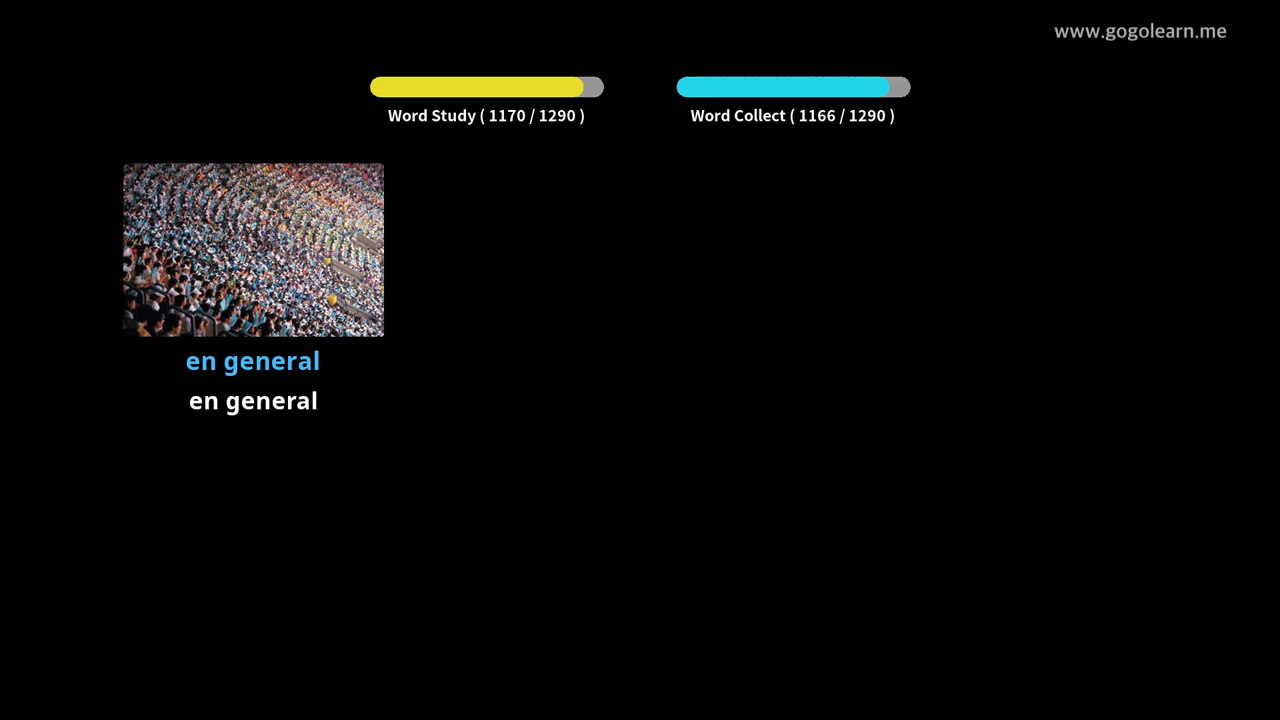 www.gogolearn.me
Word Study ( 1170 / 1290 )
Word Collect ( 1166 / 1290 )
en general
en general